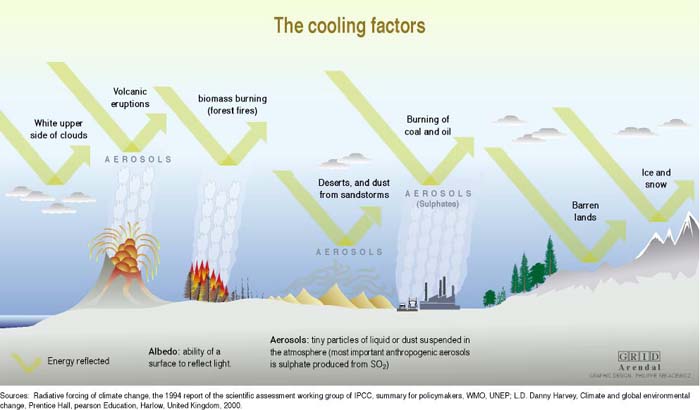 The cooling factors
White upper
side of clouds
Volcanic
eruptions
biomass burning
(forest fires)
Burning of
coal and oil
Deserts, and dust
from sandstorms
Ice and
snow
Barren
lands
AEROSOLS
AEROSOLS
AEROSOLS
(Sulphates)
Energy reflected
Albedo: ability of a
surface to reflect light.
Aerosols: tiny particles of liquid or dust suspended in
the atmosphere (most important anthropogenic aerosols
is sulphate produced from SO2)
GRID
Arendal
GRAPHIC DESIGN: PHILIPPE REKACEWICZ
Sources: Radiative forcing of climate change, the 1994 report of the scientific assessment working group of IPCC, summary for policymakers, WMO, UNEP; L.D. Danny Harvey, Climate and global environmental
change, Prentice Hall, pearson Education, Harlow, United Kingdom, 2000.